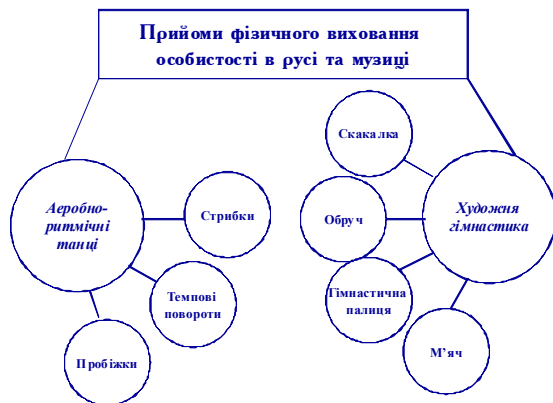 Прийоми фізичного виховання
особистості в русі та музиці
Аеробно-
ритмічні
танці
Стрибки
Темпові
повороти
Пробіжки
Скакалка
Обруч
Гімнастична
палиця
М’яч
Художня
гімнастика